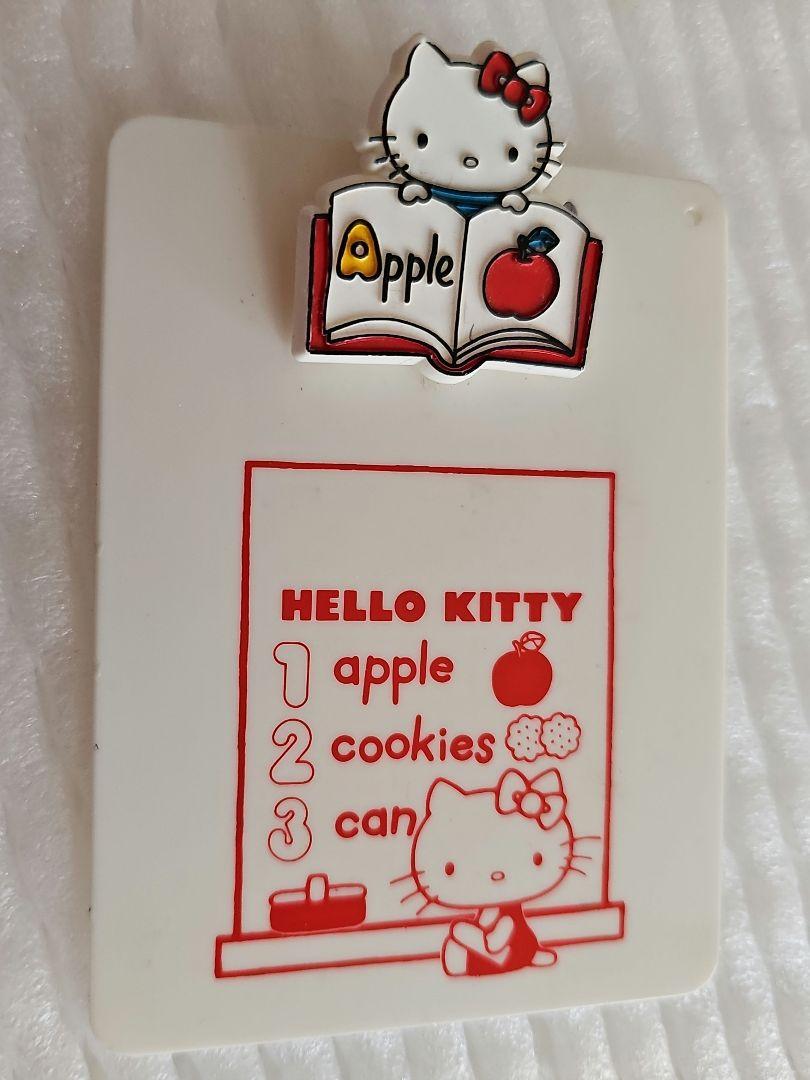 Apple
HELLO KITTY
1 apple
2 cookies
3 can